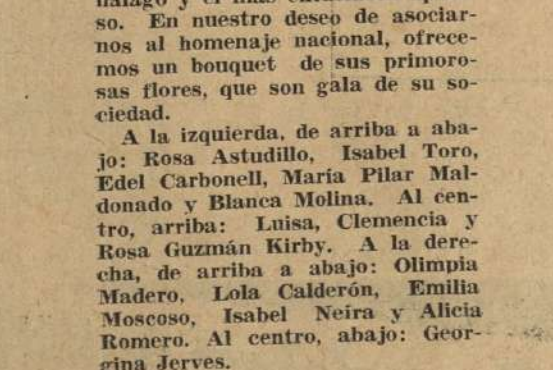 halago y el más
so. En nuestro deseo de asociar-
nos al homenaje nacional, ofrece-
mos un bouquet de sus primoro-
sas flores, que son gala de su so-
ciedad.
A la izquierda, de arriba a aba-
jo: Rosa Astudillo, Isabel Toro,
Edel Carbonell, María Pilar Mal-
donado y Blanca Molina. Al cen-
tro, arriba: Luisa, Clemencia y
Rosa Guzmán Kirby. A la dere-
cha, de arriba a abajo: Olimpia
Madero, Lola Calderón, Emilia
Moscoso, Isabel Neira y Alicia
Romero. Al centro, abajo: Geor-
gina Jerves.